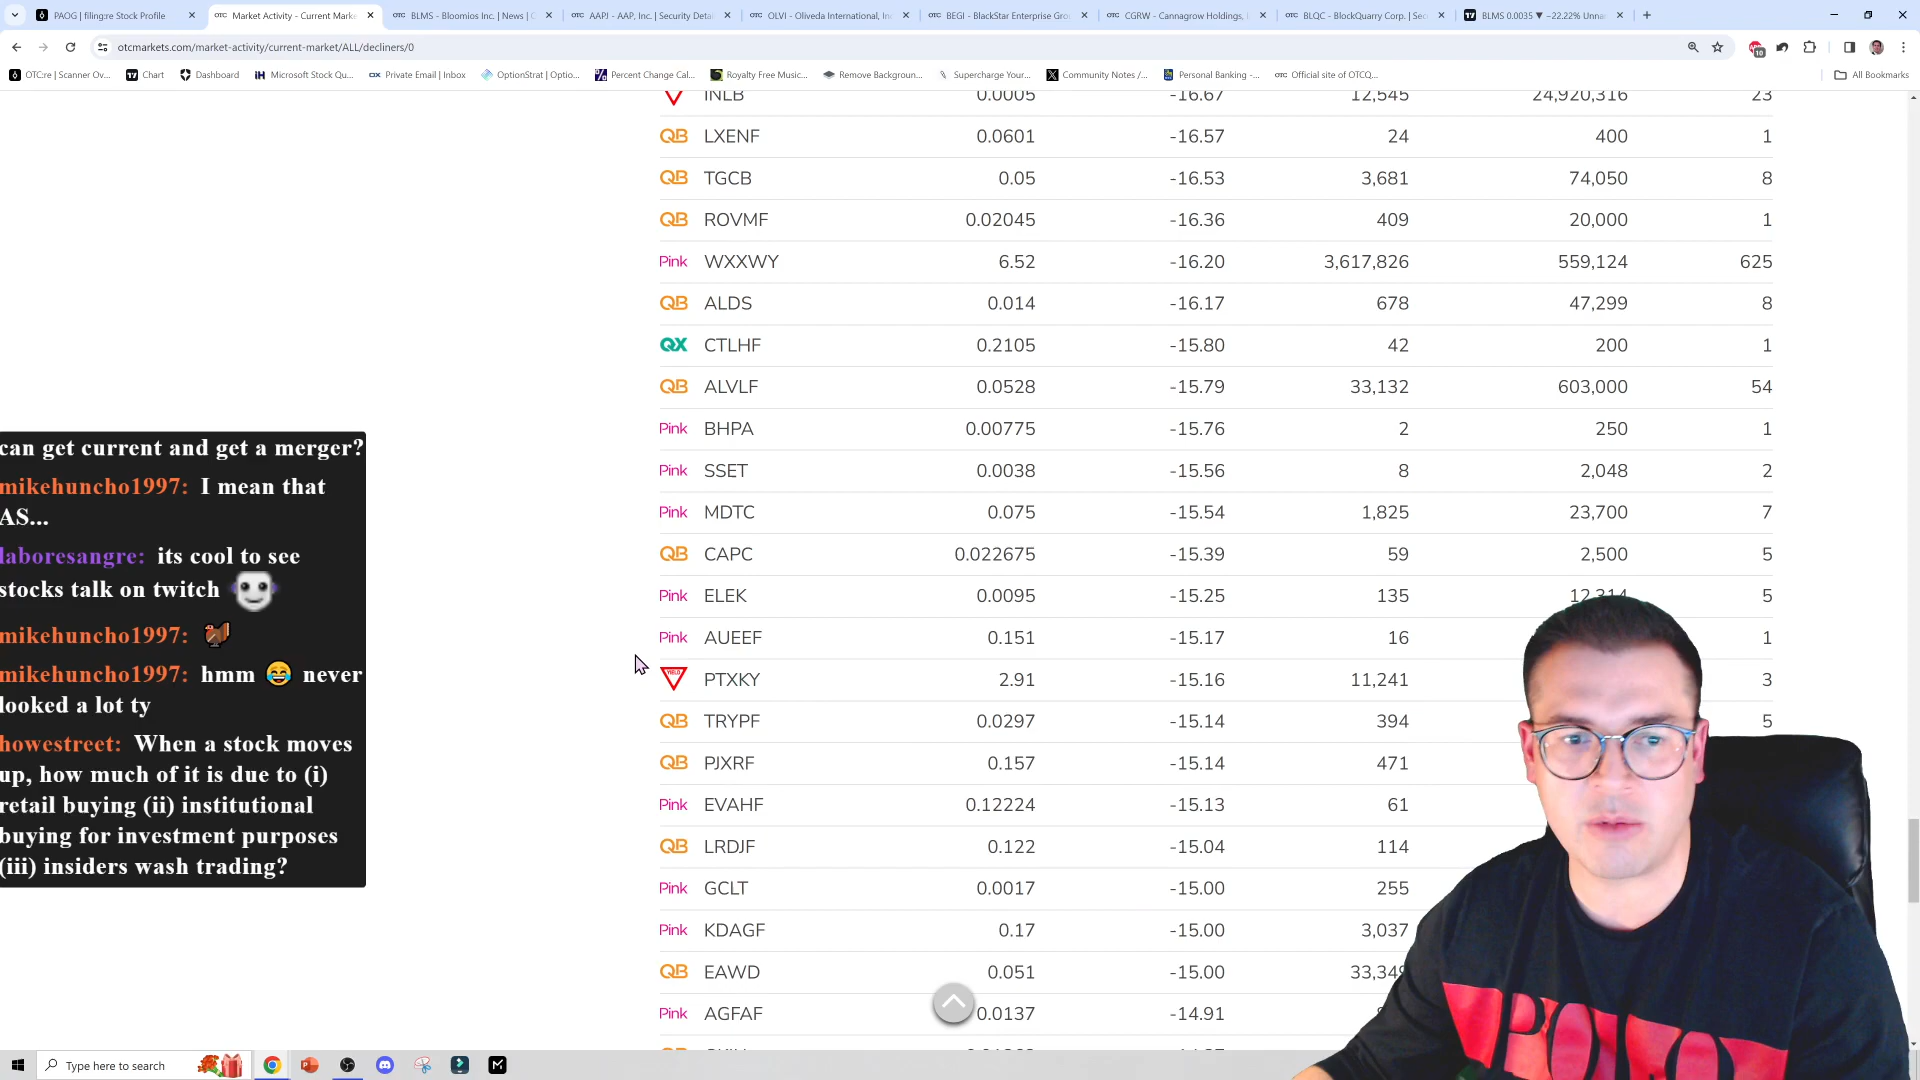 PAOG | filing:re Stock Profile
Market Activity - Current Marke
BLMS - Bloomios Inc. | News |
AAPJ - AAP, Inc. | Security Detai
OLVI - Oliveda International, In
BEGI - BlackStar Enterprise Gro
CGRW - Cannagrow Holdings,
BLQC - BlockQuarry Corp. | Sec
BLMS 0.0035 ▼ −22.22% Unna
otcmarkets.com/market-activity/current-market/ALL/decliners/0
OTC:re | Scanner Ov...
Chart
Dashboard
Microsoft Stock Qu...
Private Email | Inbox
OptionStrat | Optio...
Percent Change Cal...
Royalty Free Music...
Remove Backgroun...
Supercharge Your...
Community Notes /...
Personal Banking -...
Official site of OTCQ...
All Bookmarks
INLB 0.0005 -16.67 12,545 24,920,316 23
QB LXENF 0.0601 -16.57 24 400 1
QB TGCB 0.05 -16.53 3,681 74,050 8
QB ROVMF 0.02045 -16.36 409 20,000 1
Pink WXXWY 6.52 -16.20 3,617,826 559,124 625
QB ALDS 0.014 -16.17 678 47,299 8
QX CTLHF 0.2105 -15.80 42 200 1
QB ALVLF 0.0528 -15.79 33,132 603,000 54
Pink BHPA 0.00775 -15.76 2 250 1
Pink SSET 0.0038 -15.56 8 2,048 2
Pink MDTC 0.075 -15.54 1,825 23,700 7
QB CAPC 0.022675 -15.39 59 2,500 5
Pink ELEK 0.0095 -15.25 135 12,314 5
Pink AUEEF 0.151 -15.17 16 1
PTXKY 2.91 -15.16 11,241 3
QB TRYPF 0.0297 -15.14 394 5
QB PJXRF 0.157 -15.14 471
Pink EVAHF 0.12224 -15.13 61
QB LRDJF 0.122 -15.04 114
Pink GCLT 0.0017 -15.00 255
Pink KDAGF 0.17 -15.00 3,037
QB EAWD 0.051 -15.00
Pink AGFAF 0.0137 -14.91
can get current and get a merger?
mikehuncho1997: I mean that
AS...
laboresangre: its cool to see
stocks talk on twitch
mikehuncho1997:
mikehuncho1997: hmm 😂 never
looked a lot ty
howestreet: When a stock moves
up, how much of it is due to (i)
retail buying (ii) institutional
buying for investment purposes
(iii) insiders wash trading?
POLO
Type here to search